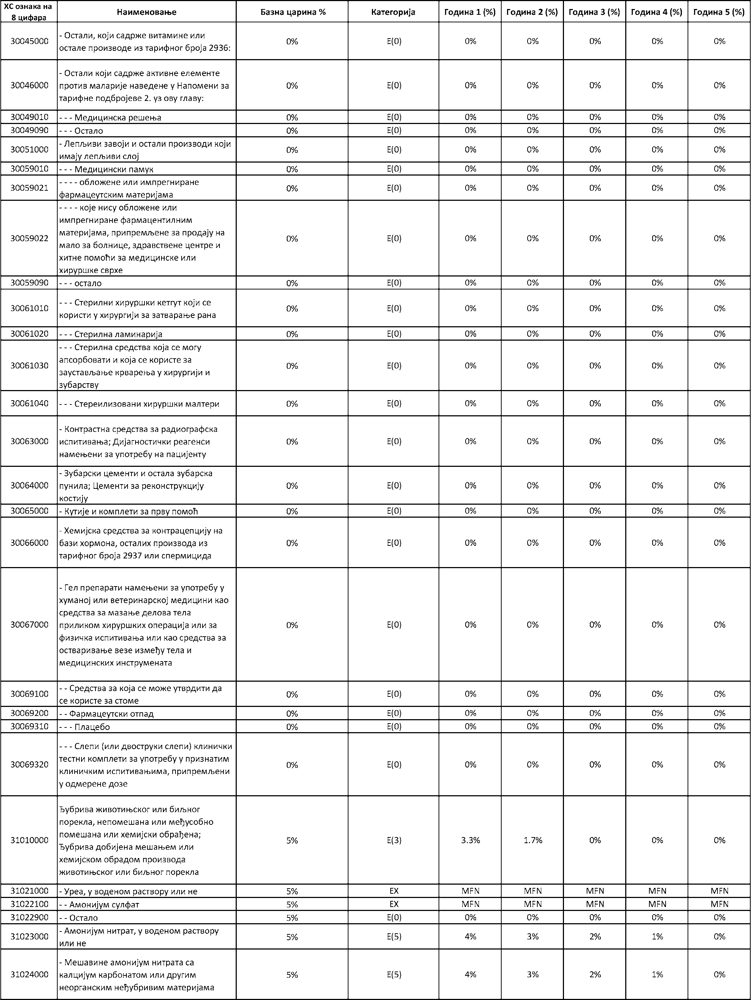 ХС ознака на 8 цифара Наименовање Базна царина % Категорија Година 1 (%) Година 2 (%) Година 3 (%) Година 4 (%) Година 5 (%)
30045000 - Остали, који садрже витамине или 0% E(0) 0% 0% 0% 0% 0%
остале производе из тарифног броја 2936:
30046000 - Остали који садрже активне елементе 0% E(0) 0% 0% 0% 0% 0%
против маларије наведене у Напомени за
тарифне подбројеве 2. уз ову главу:
30049010 - - - Медицинска решења 0% E(0) 0% 0% 0% 0% 0%
30049090 - - - Остало 0% E(0) 0% 0% 0% 0% 0%
30051000 - Лепљиви завоји и остали производи који 0% E(0) 0% 0% 0% 0% 0%
имају лепљиви слој
30059010 - - - Медицински памук 0% E(0) 0% 0% 0% 0% 0%
30059021 - - - - обложене или импрегниране 0% E(0) 0% 0% 0% 0% 0%
фармацеутским материјама
30059022 - - - - које нису обложене или 0% E(0) 0% 0% 0% 0% 0%
импрегниране фармацентилним
материјама, припремљене за продају на
мало за болнице, здравствене центре и
хитне помоћи за медицинске или
хируршке сврхе
30059090 - - - остало 0% E(0) 0% 0% 0% 0% 0%
30061010 - - - Стерилни хируршки кетгут који се 0% E(0) 0% 0% 0% 0% 0%
користи у хирургији за затварање рана
30061020 - - - Стерилна ламинарија 0% E(0) 0% 0% 0% 0% 0%
30061030 - - - Стерилна средства која се могу 0% E(0) 0% 0% 0% 0% 0%
апсорбовати и која се користе за
заустављање крварења у хирургији и
зубарству
30061040 - - - Стереилизовани хируршки малтери 0% E(0) 0% 0% 0% 0% 0%
30063000 - Контрастна средства за радиографска 0% E(0) 0% 0% 0% 0% 0%
испитивања; Дијагностички реагенси
намењени за употребу на пацијенту
30064000 - Зубарски цементи и остала зубарска 0% E(0) 0% 0% 0% 0% 0%
пунила; Цементи за реконструкцију
костију
30065000 - Кутије и комплети за прву помоћ 0% E(0) 0% 0% 0% 0% 0%
30066000 - Хемијска средства за контрацепцију на 0% E(0) 0% 0% 0% 0% 0%
бази хормона, осталих производа из
тарифног броја 2937 или спермицида
30067000 - Гел препарати намењени за употребу у 0% E(0) 0% 0% 0% 0% 0%
хуманој или ветеринарској медицини као
средства за мазање делова тела
приликом хируршких операција или за
физичка испитивања или као средства за
остваривање везе између тела и
медицинских инструмената
30069100 - - Средства за која се може утврдити да 0% E(0) 0% 0% 0% 0% 0%
се користе за стоме
30069200 - - Фармацеутски отпад 0% E(0) 0% 0% 0% 0% 0%
30069310 - - - Плацебо 0% E(0) 0% 0% 0% 0% 0%
30069320 - - - Слепи (или двоструки слепи) клинички 0% E(0) 0% 0% 0% 0% 0%
тестни комплети за употребу у признатим
клиничким испитивањима, припремљени
у одмерене дозе
31010000 Ђубрива животињског или биљног 5% E(3) 3.3% 1.7% 0% 0% 0%
порекла, непомешана или међусобно
помешана или хемијски обрађена;
Ђубрива добијена мешањем или
хемијском обрадом производа
животињског или биљног порекла
31021000 - Уреа, у воденом раствору или не 5% EX MFN MFN MFN MFN MFN
31022100 - - Амонијум сулфат 5% EX MFN MFN MFN MFN MFN
31022900 - - Остало 5% E(0) 0% 0% 0% 0% 0%
31023000 - Амонијум нитрат, у воденом раствору 5% E(5) 4% 3% 2% 1% 0%
или не
31024000 - Мешавине амонијум нитрата са 5% E(5) 4% 3% 2% 1% 0%
калцијум карбонатом или другим
неорганским неђубривим материјама